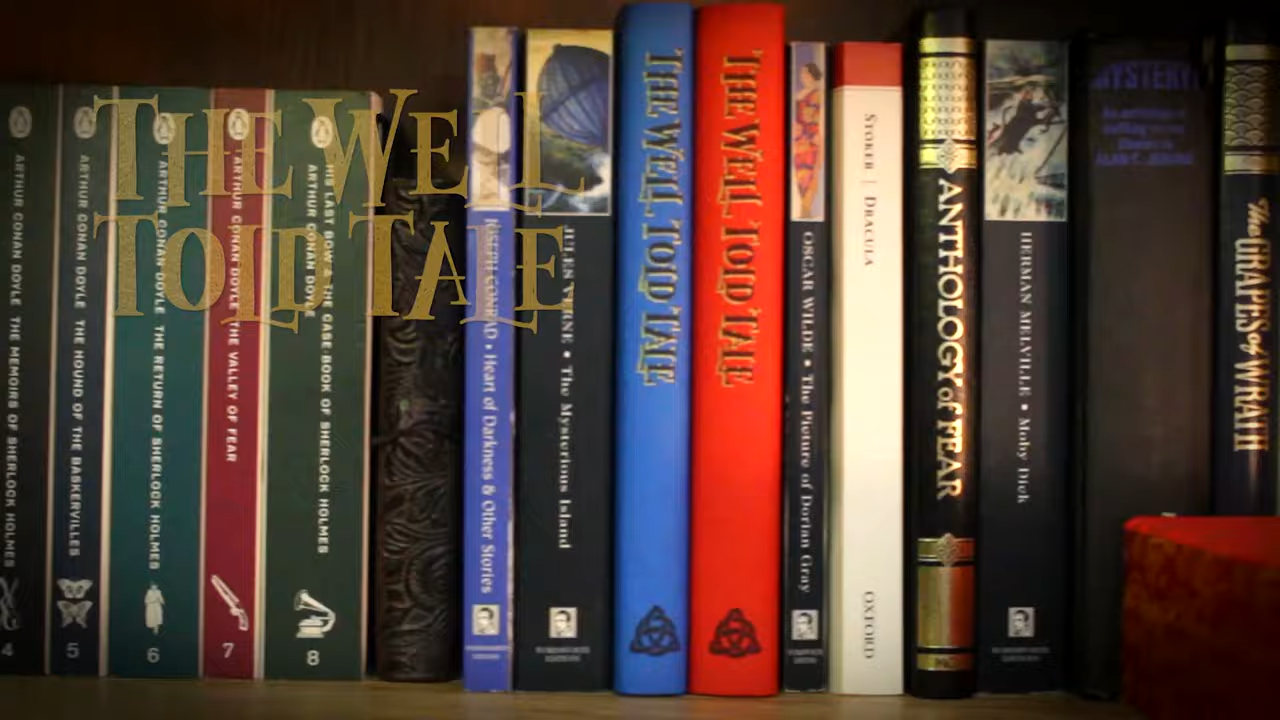 THE WELL
TOLD TALE
ARTHUR CONAN DOYLE THE MEMOIRS OF SHERLOCK HOLMES
4
ARTHUR CONAN DOYLE THE HOUND OF THE BASKERVILLES
5
ARTHUR CONAN DOYLE THE RETURN OF SHERLOCK HOLMES
6
ARTHUR CONAN DOYLE THE VALLEY OF FEAR
7
HIS LAST BOW & THE CASE-BOOK OF SHERLOCK HOLMES
ARTHUR CONAN DOYLE
8
JOSEPH CONRAD • Heart of Darkness & Other Stories
JULES VERNE • The Mysterious Island
THE WELL TOLD TALE
THE WELL TOLD TALE
OSCAR WILDE • The Picture of Dorian Gray
STOKER | DRACULA
OXFORD
ANTHOLOGY of FEAR
HERMAN MELVILLE • Moby Dick
MYSTERY!
The GRAPES of WRATH